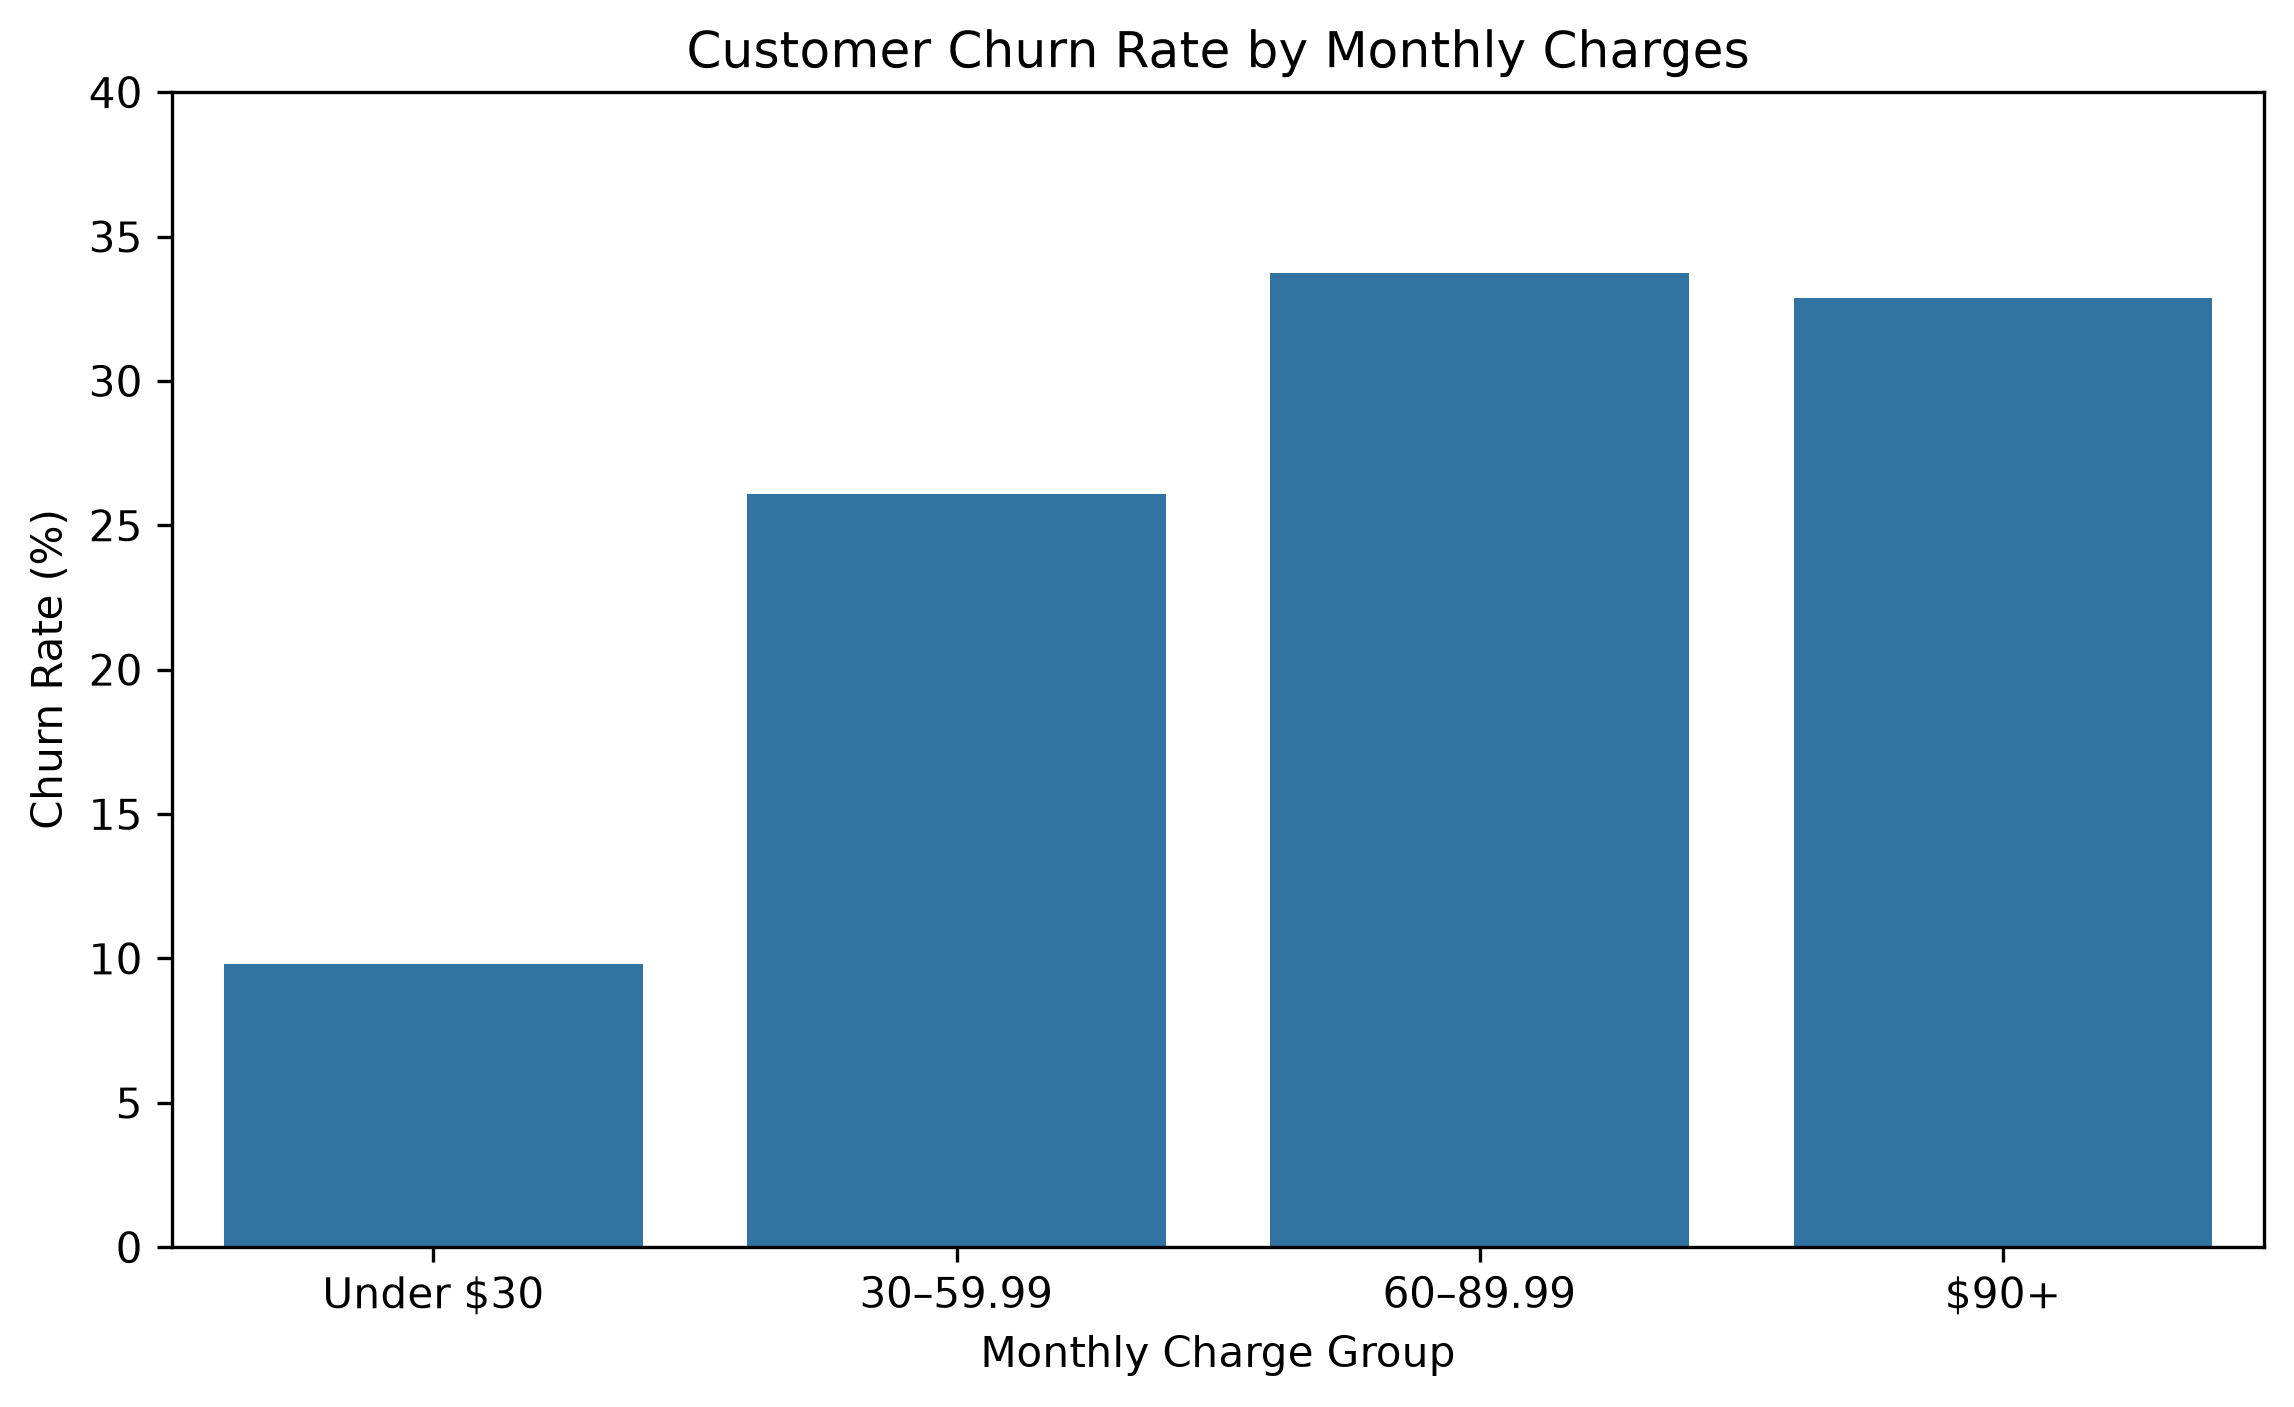 Customer Churn Rate by Monthly Charges
40
35
30
25
20
15
10
5
0
Churn Rate (%)
Under $30 30–59.99 60–89.99 $90+
Monthly Charge Group